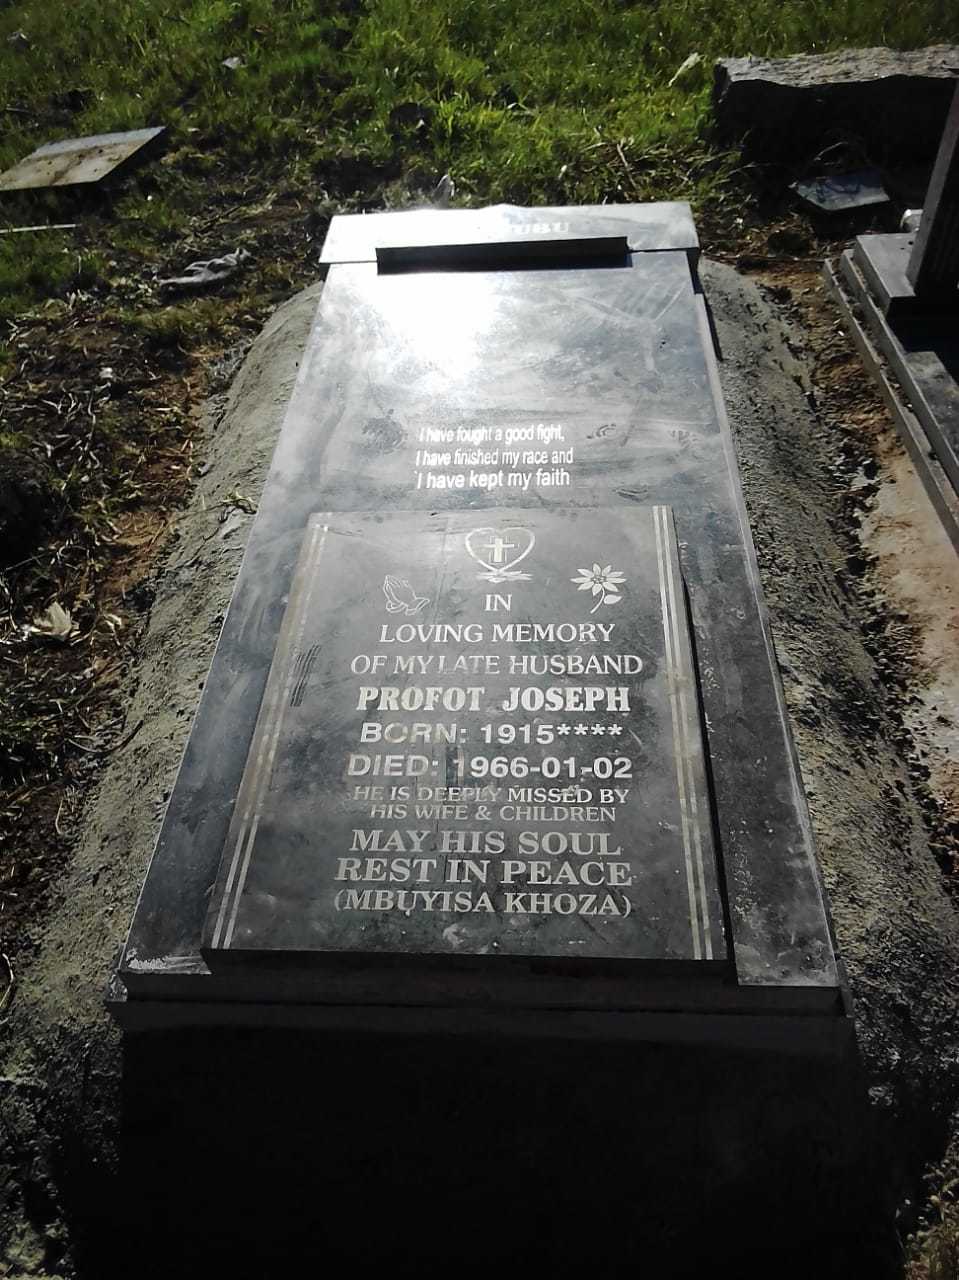 I have fought a good fight,
I have finished my race and
I have kept my faith
IN
LOVING MEMORY
OF MY LATE HUSBAND
PROFOT JOSEPH
BORN: 1915****
DIED: 1966-01-02
HE IS DEEPLY MISSED BY
HIS WIFE & CHILDREN
MAY HIS SOUL
REST IN PEACE
(MBUYISA KHOZA)